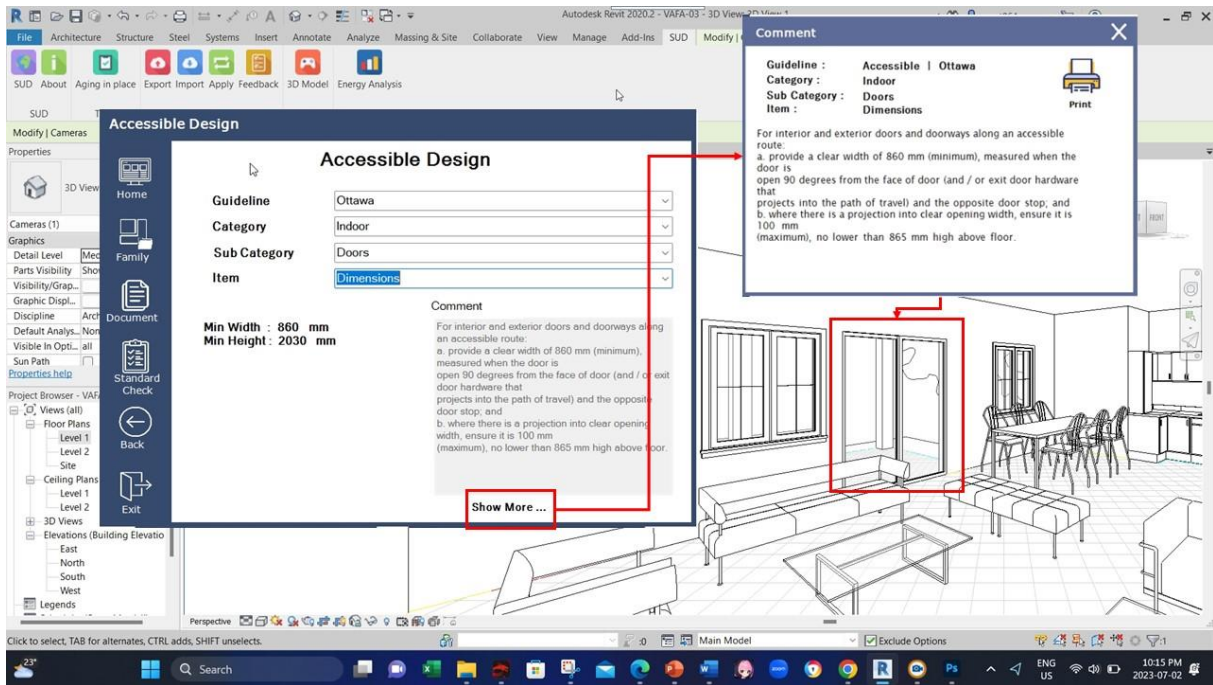 Autodesk Revit 2020.2 - VAFA-03 - 3D View: 3D View 1
File Architecture Structure Steel Systems Insert Annotate Analyze Massing & Site Collaborate View Manage Add-Ins SUD Modify |
SUD About Aging in place Export Import Apply Feedback 3D Model Energy Analysis
SUD
Modify | Cameras
Properties
3D View
Cameras (1)
Graphics
Detail Level Med
Parts Visibility Sho
Visibility/Grap...
Graphic Displ...
Discipline Arch
Default Analys... Non
Visible In Opti... all
Sun Path
Properties help
Project Browser - VAFA
Views (all)
Floor Plans
Level 1
Level 2
Site
Ceiling Plans
Level 1
Level 2
3D Views
Elevations (Building Elevatio
East
North
South
West
Legends
Accessible Design
Home
Family
Document
Standard
Check
Back
Exit
Accessible Design
Guideline Ottawa
Category Indoor
Sub Category Doors
Item Dimensions
Min Width : 860 mm
Min Height : 2030 mm
Comment
For interior and exterior doors and doorways along
an accessible route:
a. provide a clear width of 860 mm (minimum),
measured when the door is
open 90 degrees from the face of door (and / or exit
door hardware that
projects into the path of travel) and the opposite
door stop; and
b. where there is a projection into clear opening
width, ensure it is 100 mm
(maximum), no lower than 865 mm high above floor.
Show More ...
Comment
Guideline : Accessible | Ottawa
Category : Indoor
Sub Category : Doors
Item : Dimensions
Print
For interior and exterior doors and doorways along an accessible
route:
a. provide a clear width of 860 mm (minimum), measured when the
door is
open 90 degrees from the face of door (and / or exit door hardware
that
projects into the path of travel) and the opposite door stop; and
b. where there is a projection into clear opening width, ensure it is
100 mm
(maximum), no lower than 865 mm high above floor.
FRONT
Perspective
Click to select, TAB for alternates, CTRL adds, SHIFT unselects.
:0
Main Model
Exclude Options
:1
23°
Search
ENG
US
10:15 PM
2023-07-02